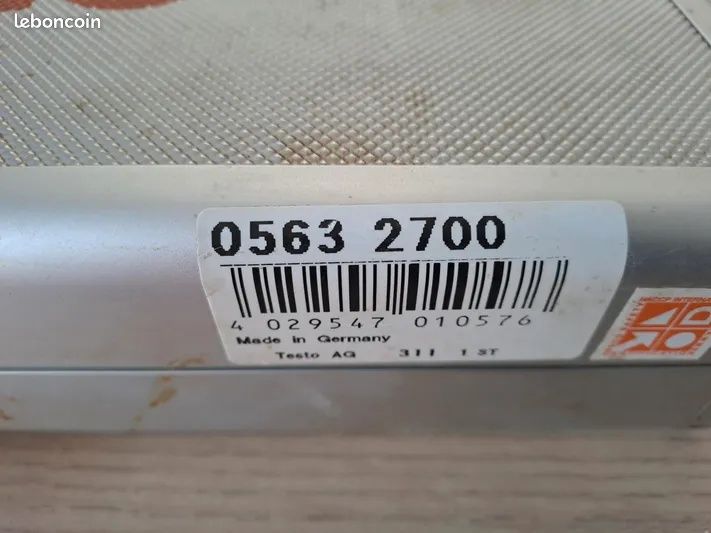 leboncoin
0563 2700
4 029547 010576
Made in Germany
Testo AG 311 1 ST